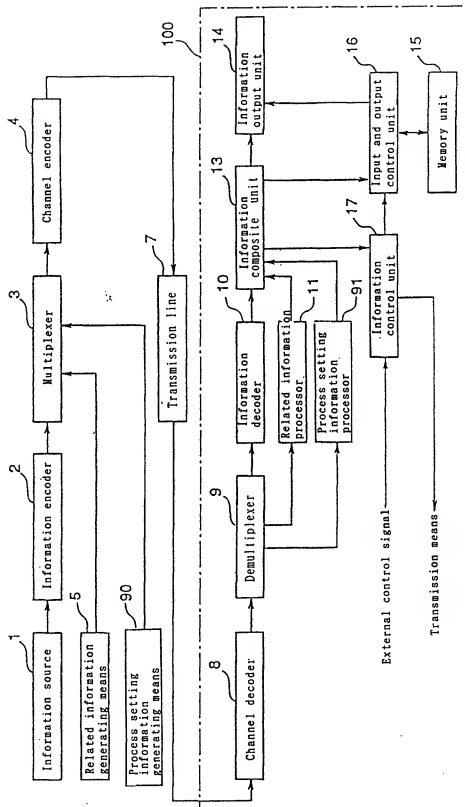 1
Information source
2
Information encoder
3
Multiplexer
4
Channel encoder
5
Related information
generating means
90
Process setting
information
generating means
7
Transmission line
100
8
Channel decoder
9
Demultiplexer
10
Information
decoder
Related information
processor
11
Process setting
information
processor
91
13
Information
composite unit
14
Information
output unit
17
Information
control unit
16
Input and output
control unit
15
Memory unit
External control signal
Transmission means